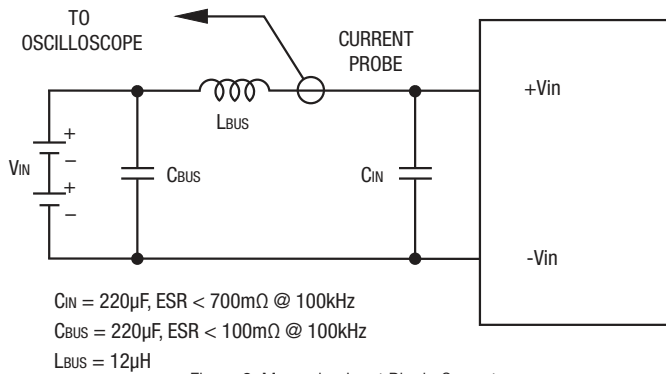 TO
OSCILLOSCOPE
CURRENT
PROBE
+Vin
LBUS
+
VIN
−
+
−
CBUS
CIN
-Vin
CIN = 220µF, ESR < 700mΩ @ 100kHz
CBUS = 220µF, ESR < 100mΩ @ 100kHz
LBUS = 12µH